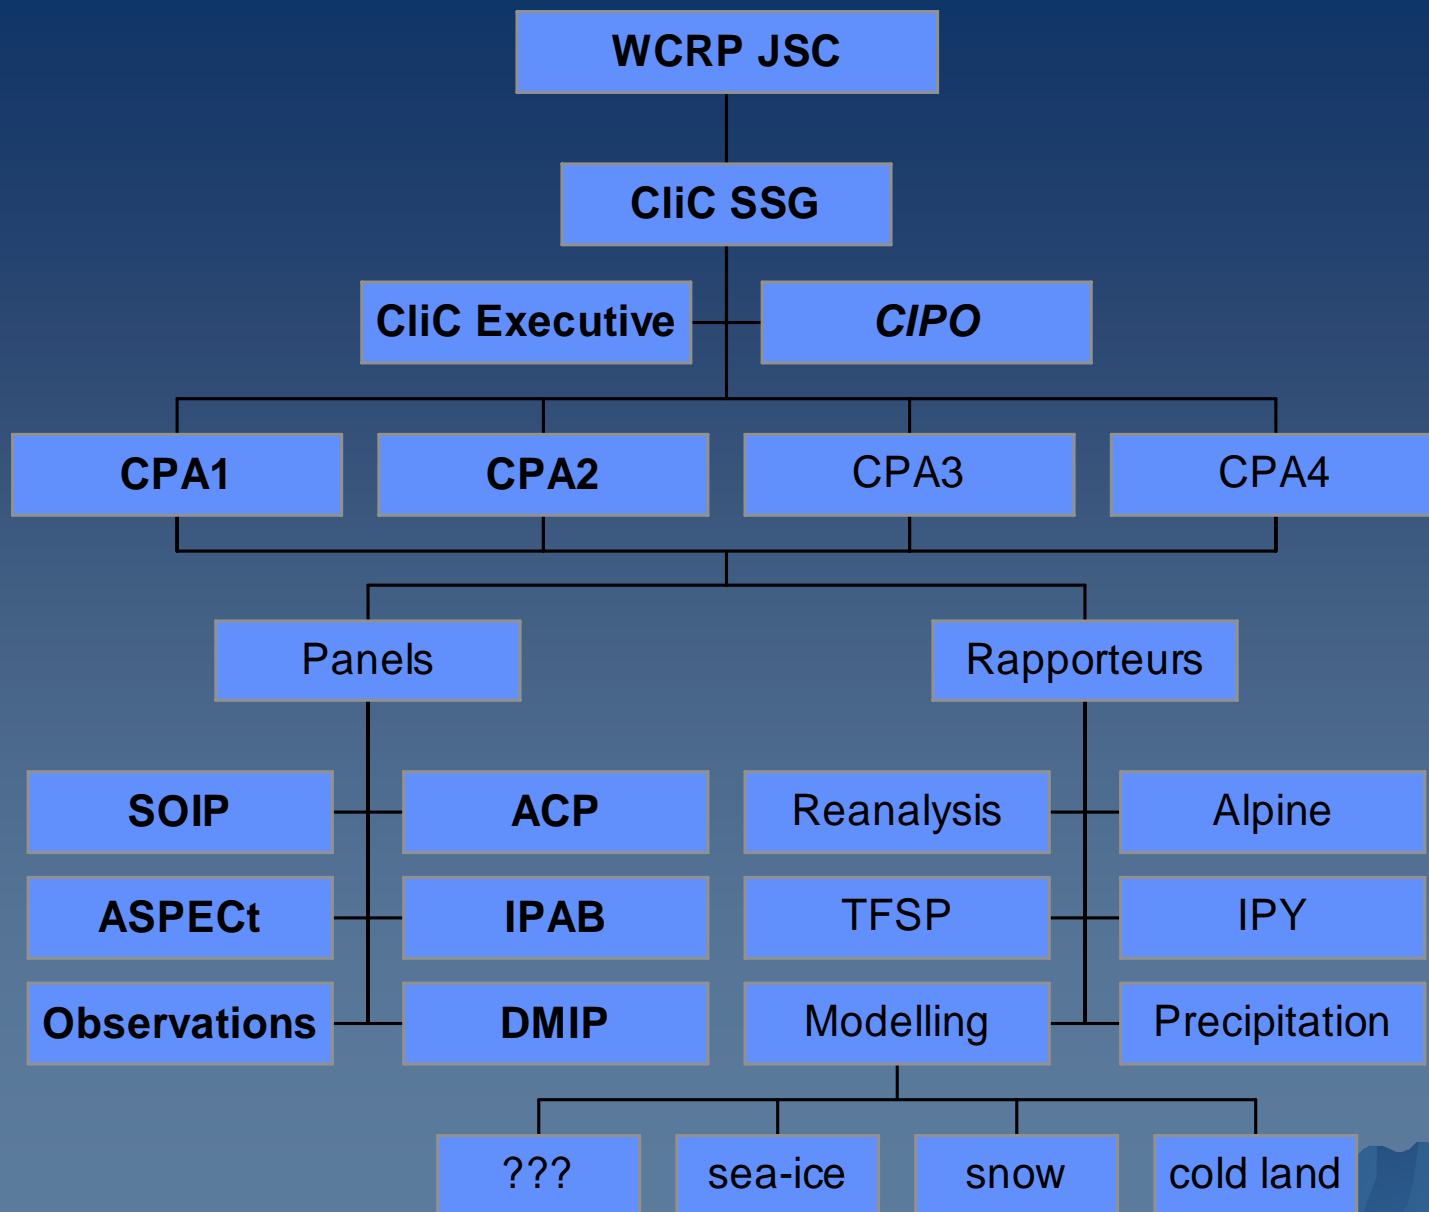 WCRP JSC
CliC SSG
CliC Executive
CIPO
CPA1
CPA2
CPA3
CPA4
Panels
Rapporteurs
SOIP
ACP
Reanalysis
Alpine
ASPECt
IPAB
TFSP
IPY
Observations
DMIP
Modelling
Precipitation
???
sea-ice
snow
cold land